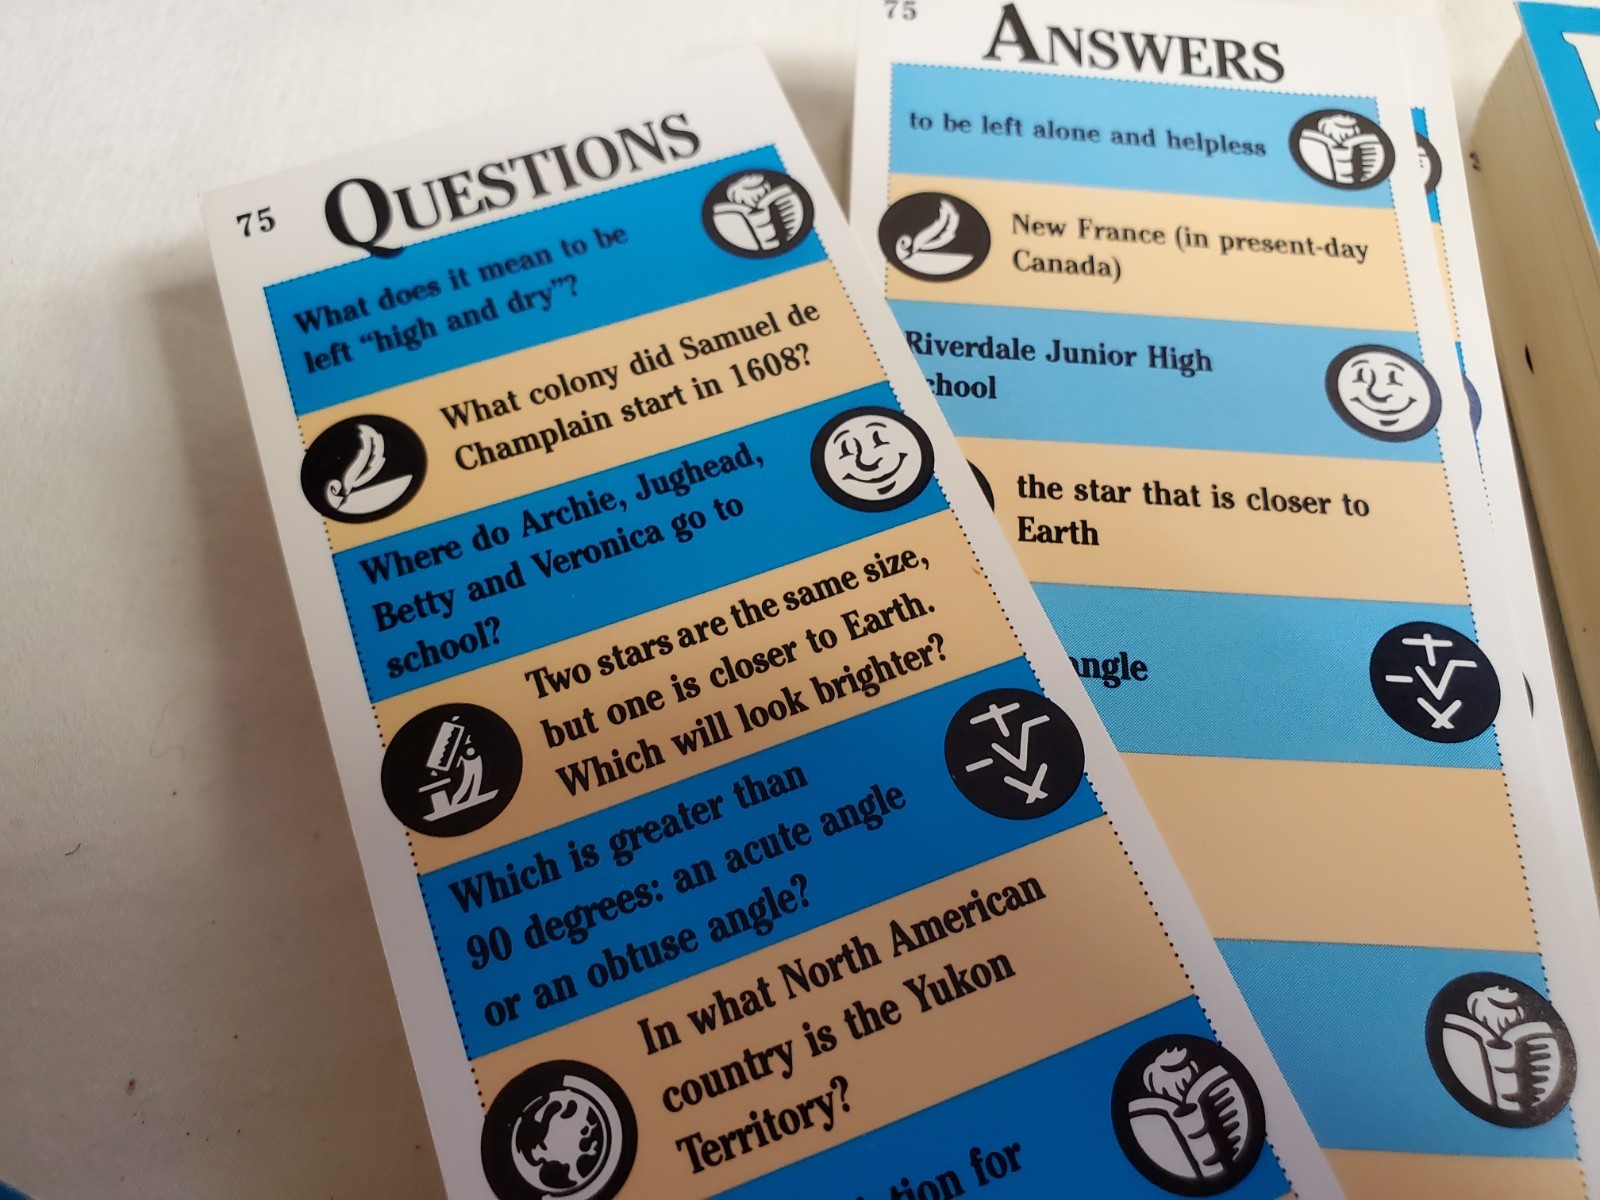 75
QUESTIONS
What does it mean to be
left “high and dry”?
What colony did Samuel de
Champlain start in 1608?
Where do Archie, Jughead,
Betty and Veronica go to
school?
Two stars are the same size,
but one is closer to Earth.
Which will look brighter?
Which is greater than
90 degrees: an acute angle
or an obtuse angle?
In what North American
country is the Yukon
Territory?
for
75
ANSWERS
to be left alone and helpless
New France (in present-day
Canada)
Riverdale Junior High
the star that is closer to
Earth